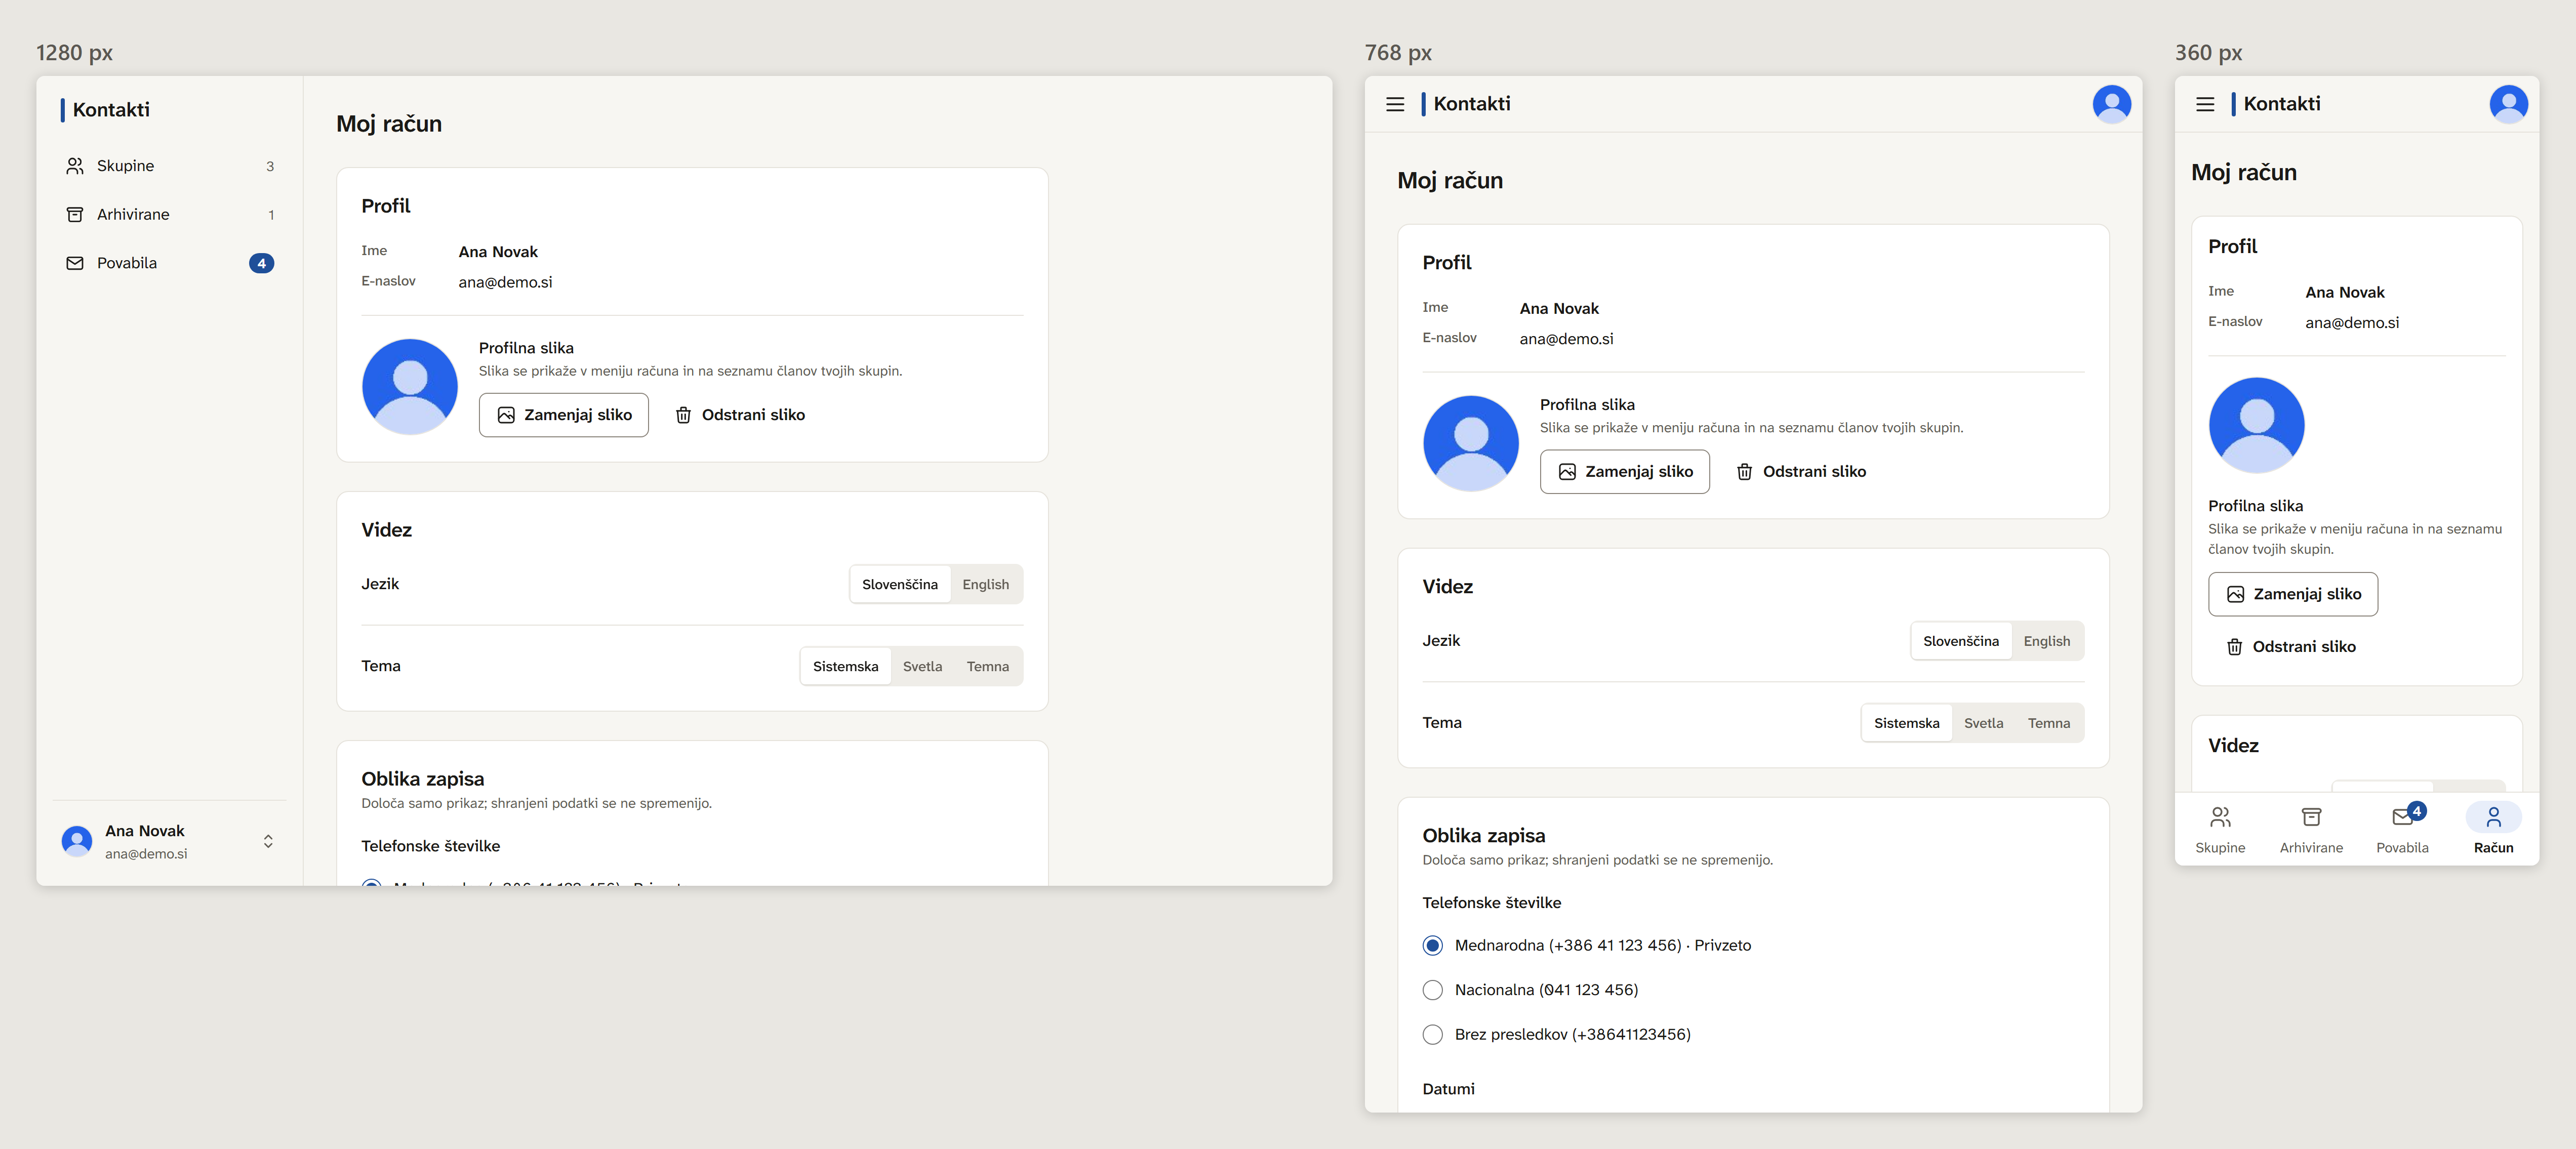 1280 px
Kontakti
Skupine 3
Arhivirane 1
Povabila 4
Ana Novak
ana@demo.si
Moj račun
Profil
Ime Ana Novak
E-naslov ana@demo.si
Profilna slika
Slika se prikaže v meniju računa in na seznamu članov tvojih skupin.
Zamenjaj sliko Odstrani sliko
Videz
Jezik Slovenščina English
Tema Sistemska Svetla Temna
Oblika zapisa
Določa samo prikaz; shranjeni podatki se ne spremenijo.
Telefonske številke
768 px
Kontakti
Moj račun
Profil
Ime Ana Novak
E-naslov ana@demo.si
Profilna slika
Slika se prikaže v meniju računa in na seznamu članov tvojih skupin.
Zamenjaj sliko Odstrani sliko
Videz
Jezik Slovenščina English
Tema Sistemska Svetla Temna
Oblika zapisa
Določa samo prikaz; shranjeni podatki se ne spremenijo.
Telefonske številke
Mednarodna (+386 41 123 456) · Privzeto
Nacionalna (041 123 456)
Brez presledkov (+38641123456)
Datumi
360 px
Kontakti
Moj račun
Profil
Ime Ana Novak
E-naslov ana@demo.si
Profilna slika
Slika se prikaže v meniju računa in na seznamu
članov tvojih skupin.
Zamenjaj sliko
Odstrani sliko
Videz
4
Skupine Arhivirane Povabila Račun